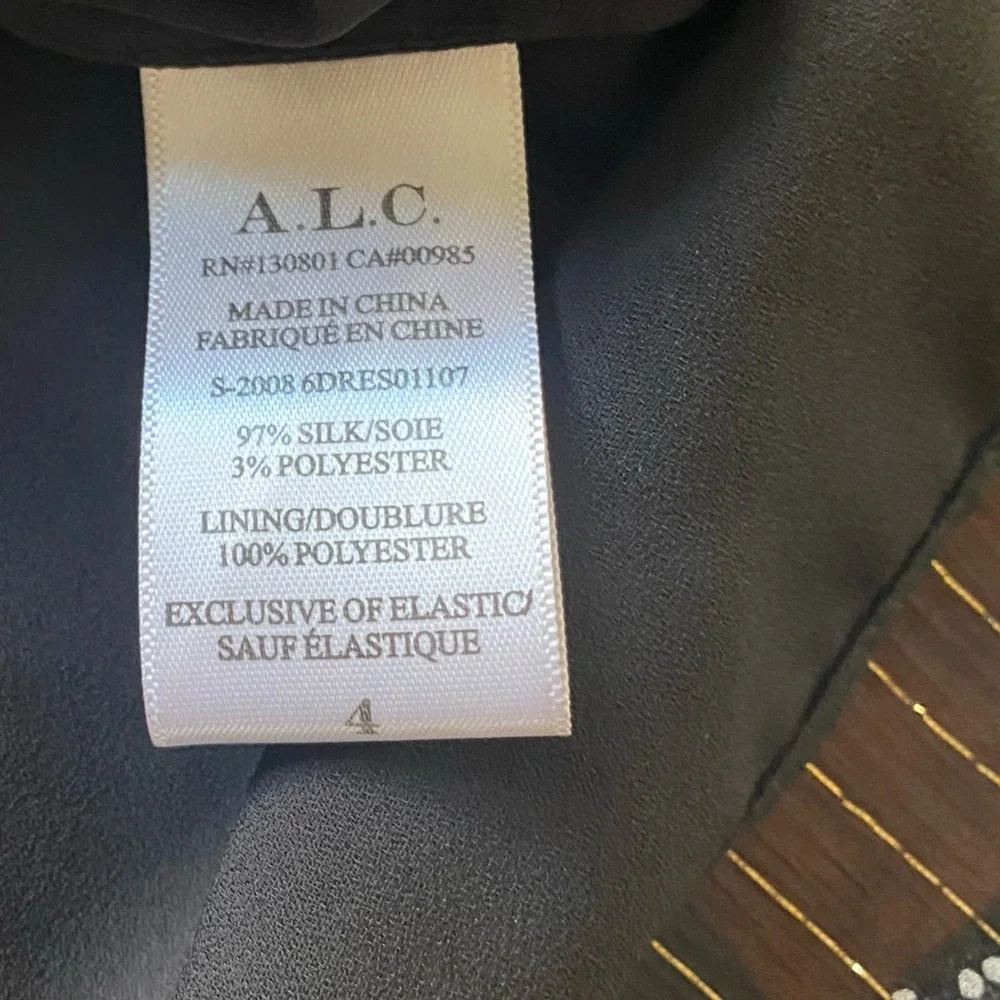 A.L.C.
RN#130801 CA#00985
MADE IN CHINA
FABRIQUÉ EN CHINE
S-2008 6DRES01107
97% SILK/SOIE
3% POLYESTER
LINING/DOUBLURE
100% POLYESTER
EXCLUSIVE OF ELASTIC/
SAUF ÉLASTIQUE
4